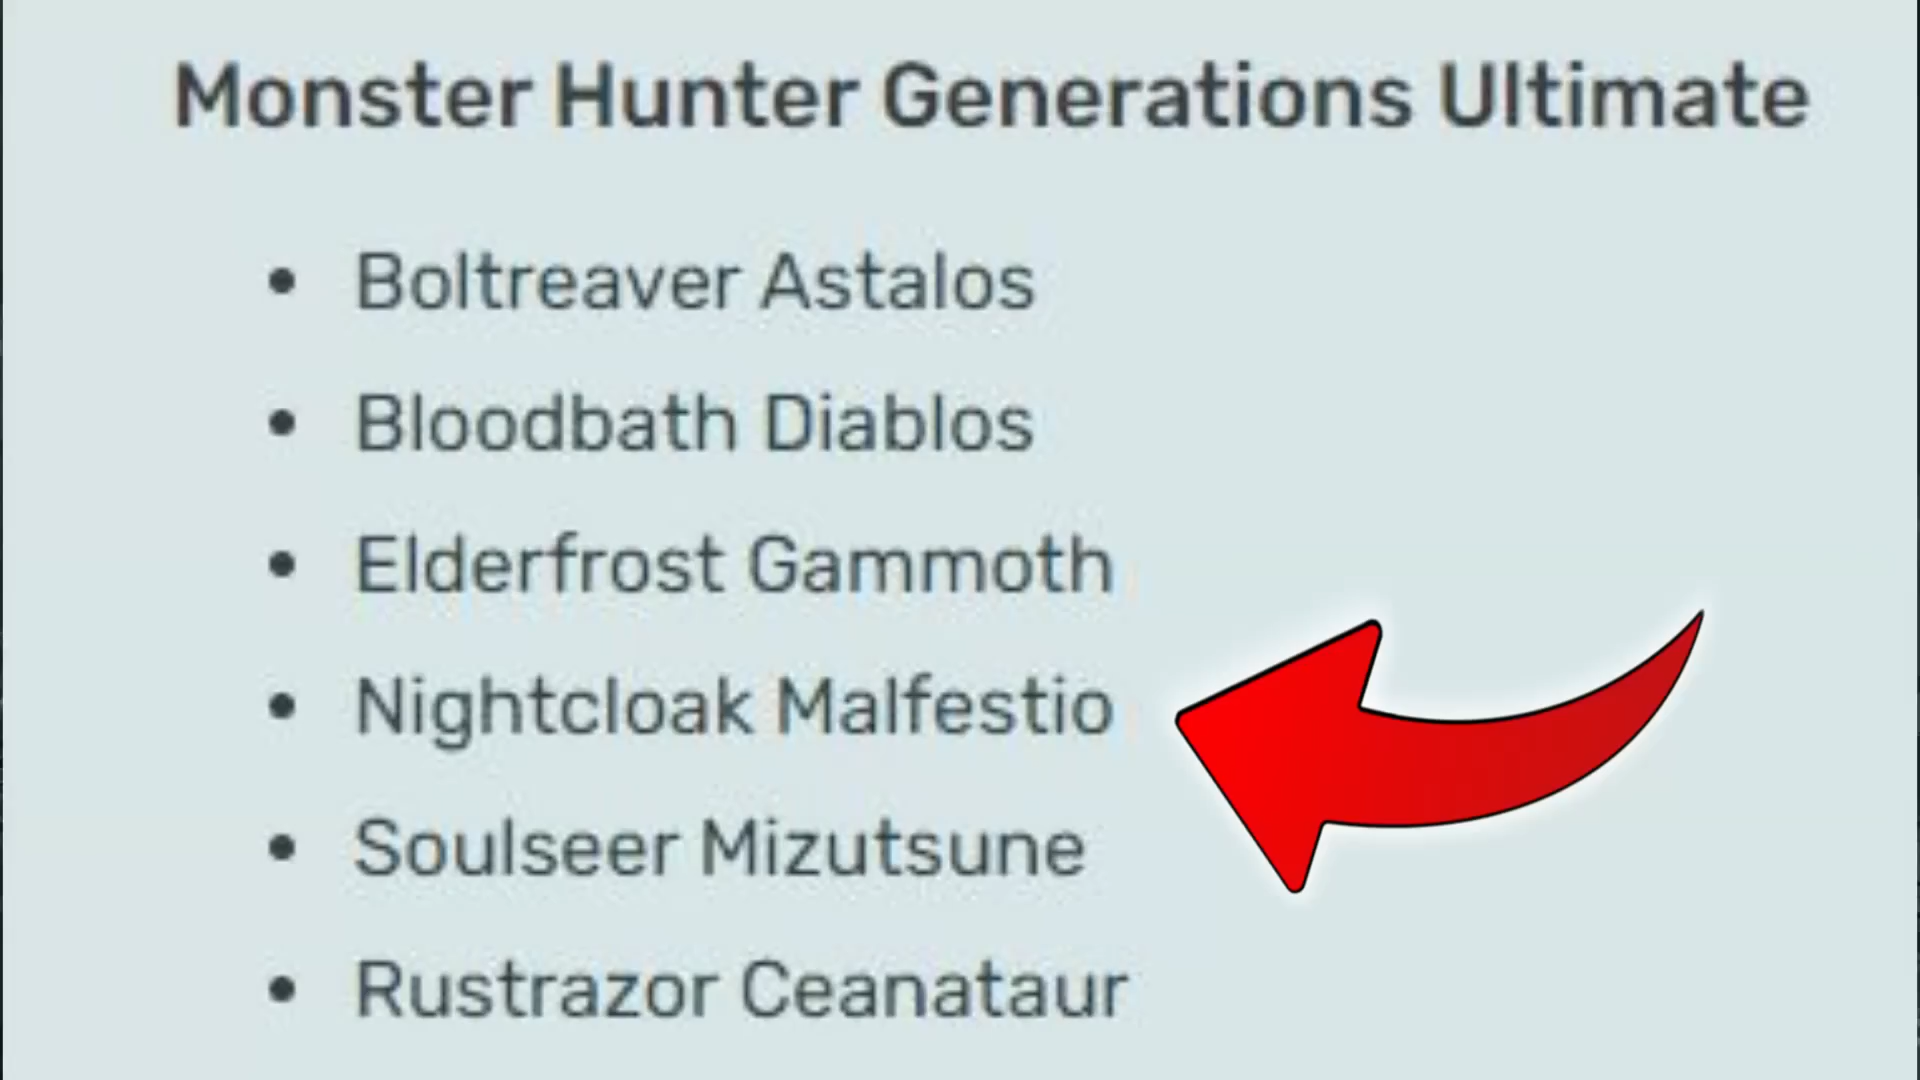 Monster Hunter Generations Ultimate
• Boltreaver Astalos
• Bloodbath Diablos
• Elderfrost Gammoth
• Nightcloak Malfestio
• Soulseer Mizutsune
• Rustrazor Ceanataur